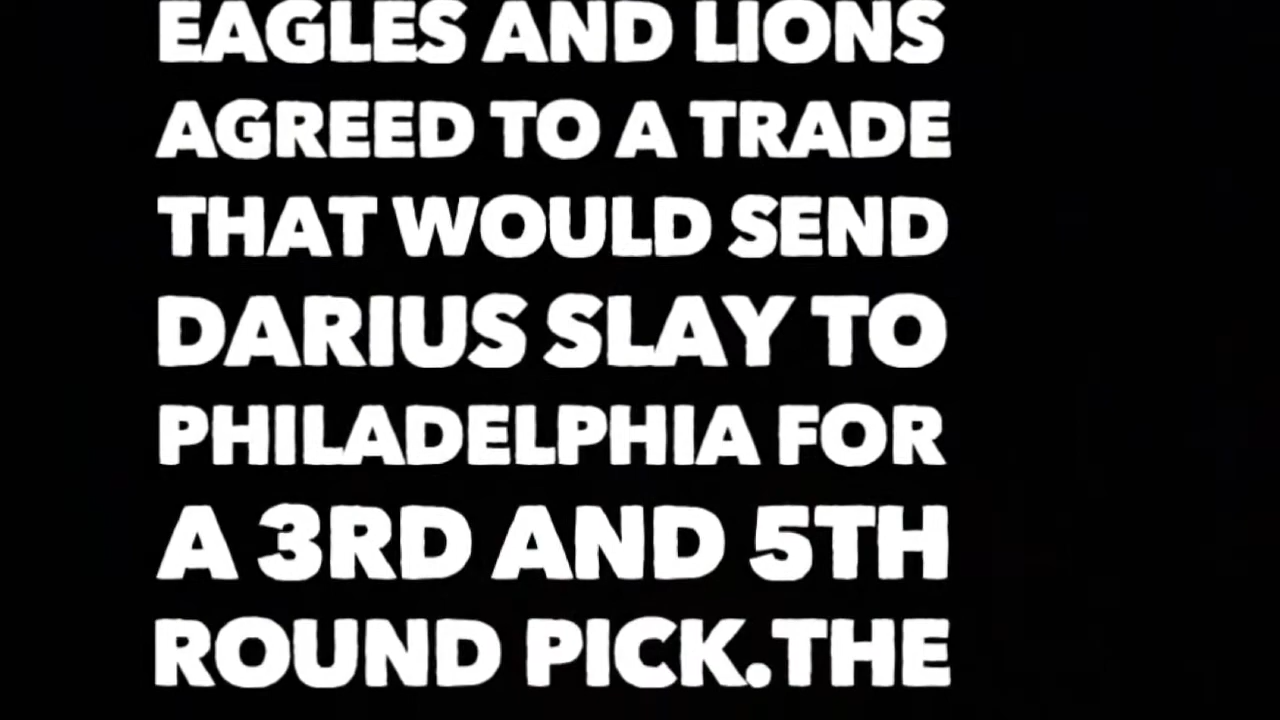 EAGLES AND LIONS
AGREED TO A TRADE
THAT WOULD SEND
DARIUS SLAY TO
PHILADELPHIA FOR
A 3RD AND 5TH
ROUND PICK.THE